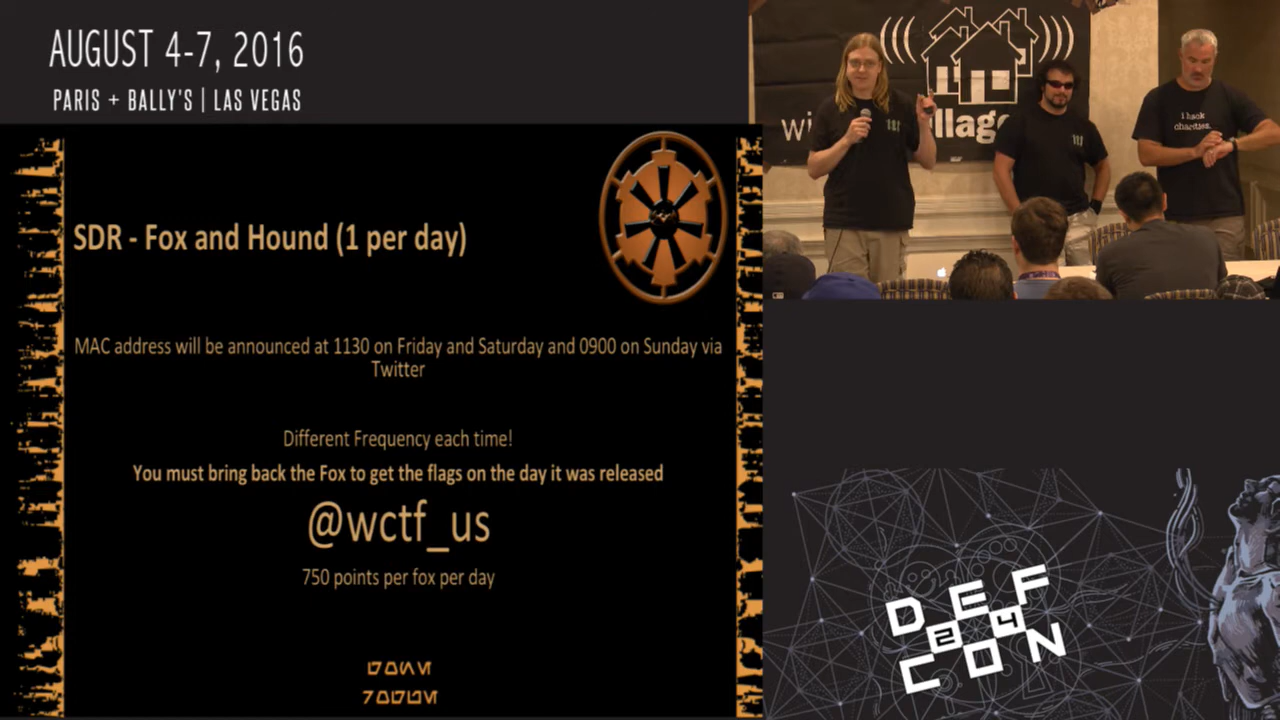 AUGUST 4-7, 2016
PARIS + BALLY'S | LAS VEGAS
SDR - Fox and Hound (1 per day)
MAC address will be announced at 1130 on Friday and Saturday and 0900 on Sunday via
Twitter
Different Frequency each time!
You must bring back the Fox to get the flags on the day it was released
@wctf_us
750 points per fox per day
i hack
charities.
DEF
24
CON